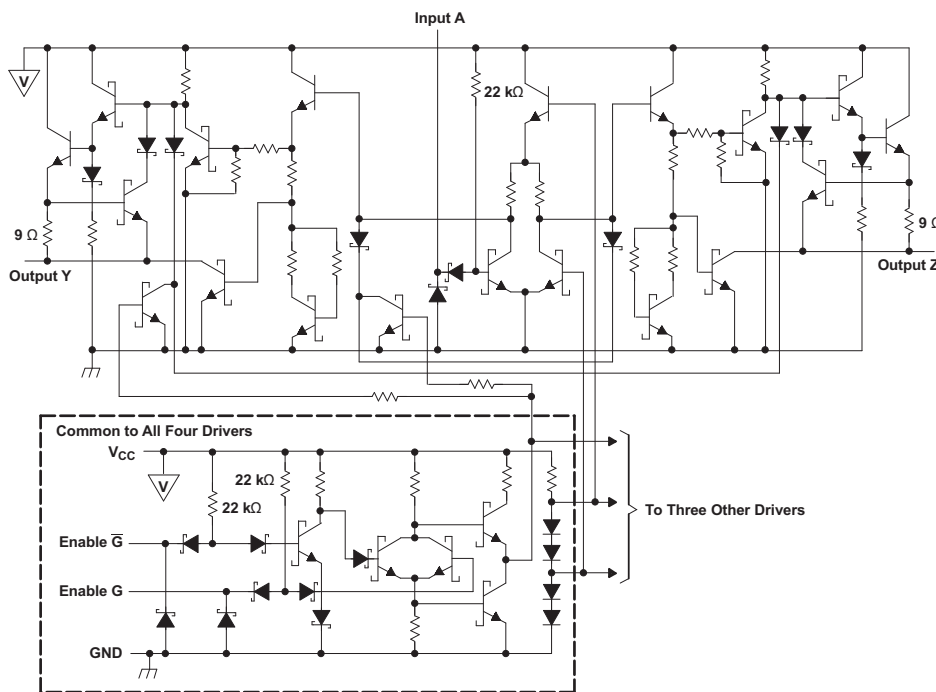 Input A
V
22 kΩ
9 Ω
9 Ω
Output Y
Output Z
Common to All Four Drivers
VCC
V
22 kΩ
22 kΩ
To Three Other Drivers
Enable G̅
Enable G
GND